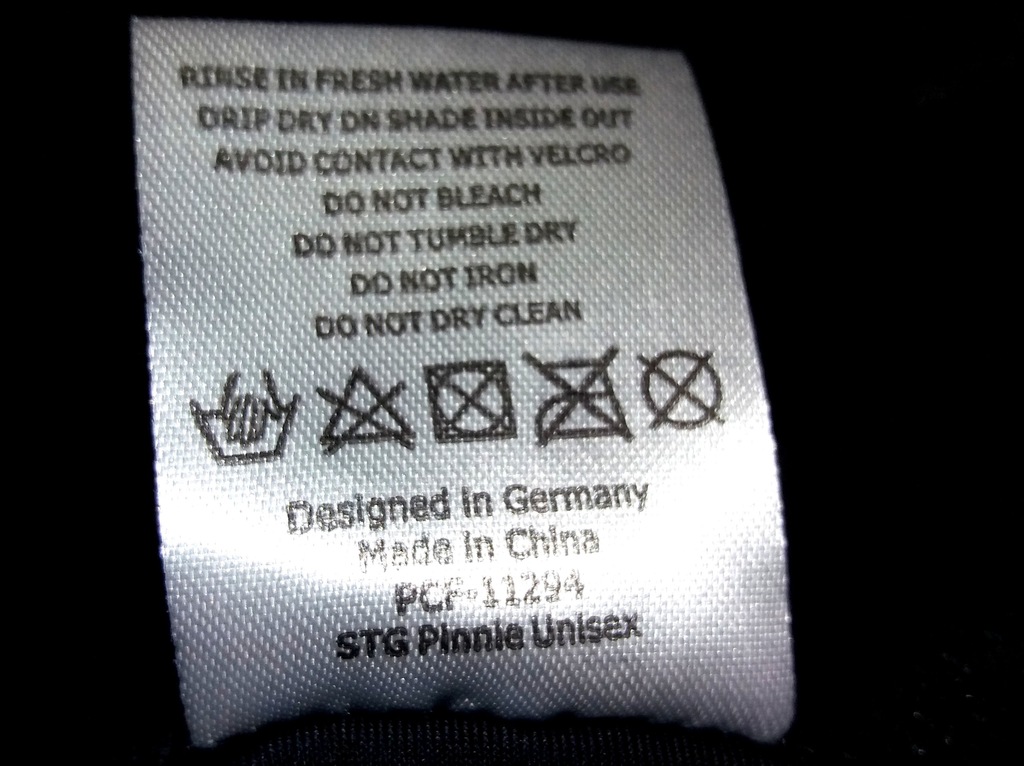 RINSE IN FRESH WATER AFTER USE
DRIP DRY ON SHADE INSIDE OUT
AVOID CONTACT WITH VELCRO
DO NOT BLEACH
DO NOT TUMBLE DRY
DO NOT IRON
DO NOT DRY CLEAN
Designed in Germany
Made in China
PCP-11294
STG Pinnie Unisex